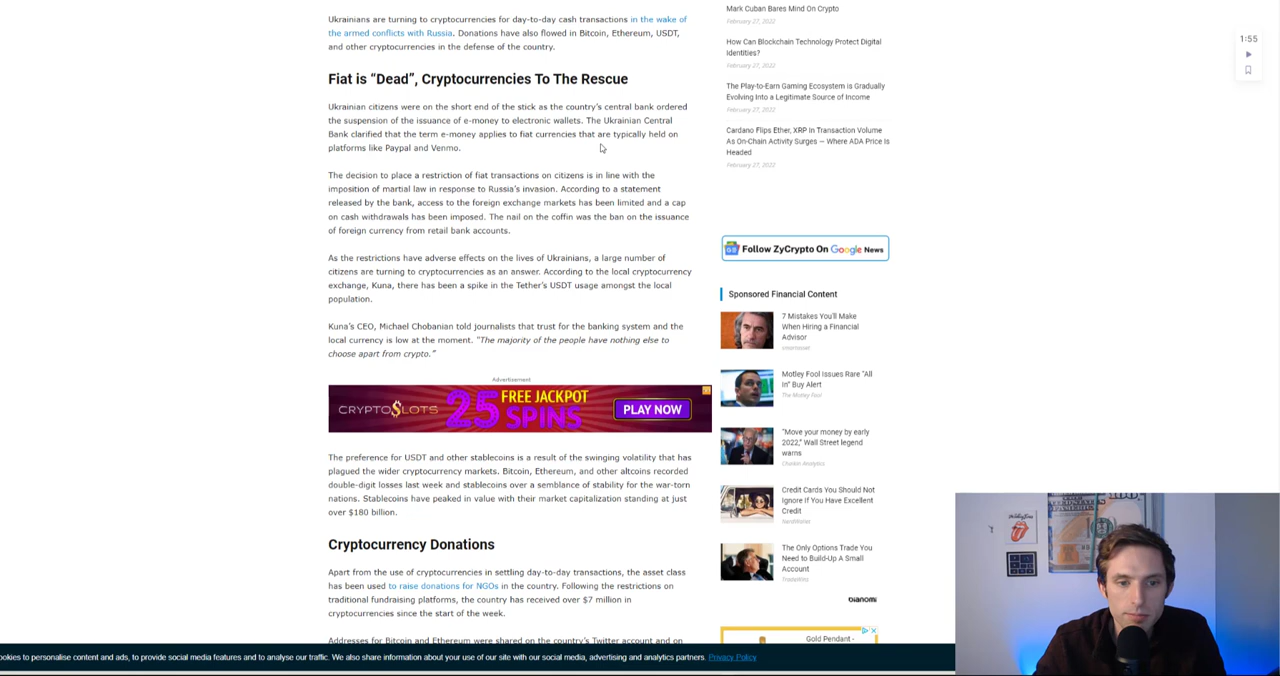 Ukrainians are turning to cryptocurrencies for day-to-day cash transactions in the wake of
the armed conflicts with Russia. Donations have also flowed in Bitcoin, Ethereum, USDT,
and other cryptocurrencies in the defense of the country.
Fiat is “Dead”, Cryptocurrencies To The Rescue
Ukrainian citizens were on the short end of the stick as the country’s central bank ordered
the suspension of the issuance of e-money to electronic wallets. The Ukrainian Central
Bank clarified that the term e-money applies to fiat currencies that are typically held on
platforms like Paypal and Venmo.
The decision to place a restriction of fiat transactions on citizens is in line with the
imposition of martial law in response to Russia’s invasion. According to a statement
released by the bank, access to the foreign exchange markets has been limited and a cap
on cash withdrawals has been imposed. The nail on the coffin was the ban on the issuance
of foreign currency from retail bank accounts.
As the restrictions have adverse effects on the lives of Ukrainians, a large number of
citizens are turning to cryptocurrencies as an answer. According to the local cryptocurrency
exchange, Kuna, there has been a spike in the Tether’s USDT usage amongst the local
population.
Kuna’s CEO, Michael Chobanian told journalists that trust for the banking system and the
local currency is low at the moment. “The majority of the people have nothing else to
choose apart from crypto.”
Advertisement
CRYPTO$LOTS
25 FREE JACKPOT
SPINS
PLAY NOW
The preference for USDT and other stablecoins is a result of the swinging volatility that has
plagued the wider cryptocurrency markets. Bitcoin, Ethereum, and other altcoins recorded
double-digit losses last week and stablecoins over a semblance of stability for the war-torn
nations. Stablecoins have peaked in value with their market capitalization standing at just
over $180 billion.
Cryptocurrency Donations
Apart from the use of cryptocurrencies in settling day-to-day transactions, the asset class
has been used to raise donations for NGOs in the country. Following the restrictions on
traditional fundraising platforms, the country has received over $7 million in
cryptocurrencies since the start of the week.
Addresses for Bitcoin and Ethereum were shared on the country’s Twitter account and on
Mark Cuban Bares Mind On Crypto
February 27, 2022
How Can Blockchain Technology Protect Digital
Identities?
February 27, 2022
The Play-to-Earn Gaming Ecosystem is Gradually
Evolving Into a Legitimate Source of Income
February 27, 2022
Cardano Flips Ether, XRP In Transaction Volume
As On-Chain Activity Surges — Where ADA Price Is
Headed
February 27, 2022
Follow ZyCrypto On Google News
Sponsored Financial Content
7 Mistakes You'll Make
When Hiring a Financial
Advisor
smartasset
Motley Fool Issues Rare “All
In” Buy Alert
The Motley Fool
“Move your money by early
2022,” Wall Street legend
warns
Chaikin Analytics
Credit Cards You Should Not
Ignore If You Have Excellent
Credit
NerdWallet
The Only Options Trade You
Need to Build-Up A Small
Account
TradeWins
Dianomi
Gold Pendant -
1:55
ookies to personalise content and ads, to provide social media features and to analyse our traffic. We also share information about your use of our site with our social media, advertising and analytics partners. Privacy Policy